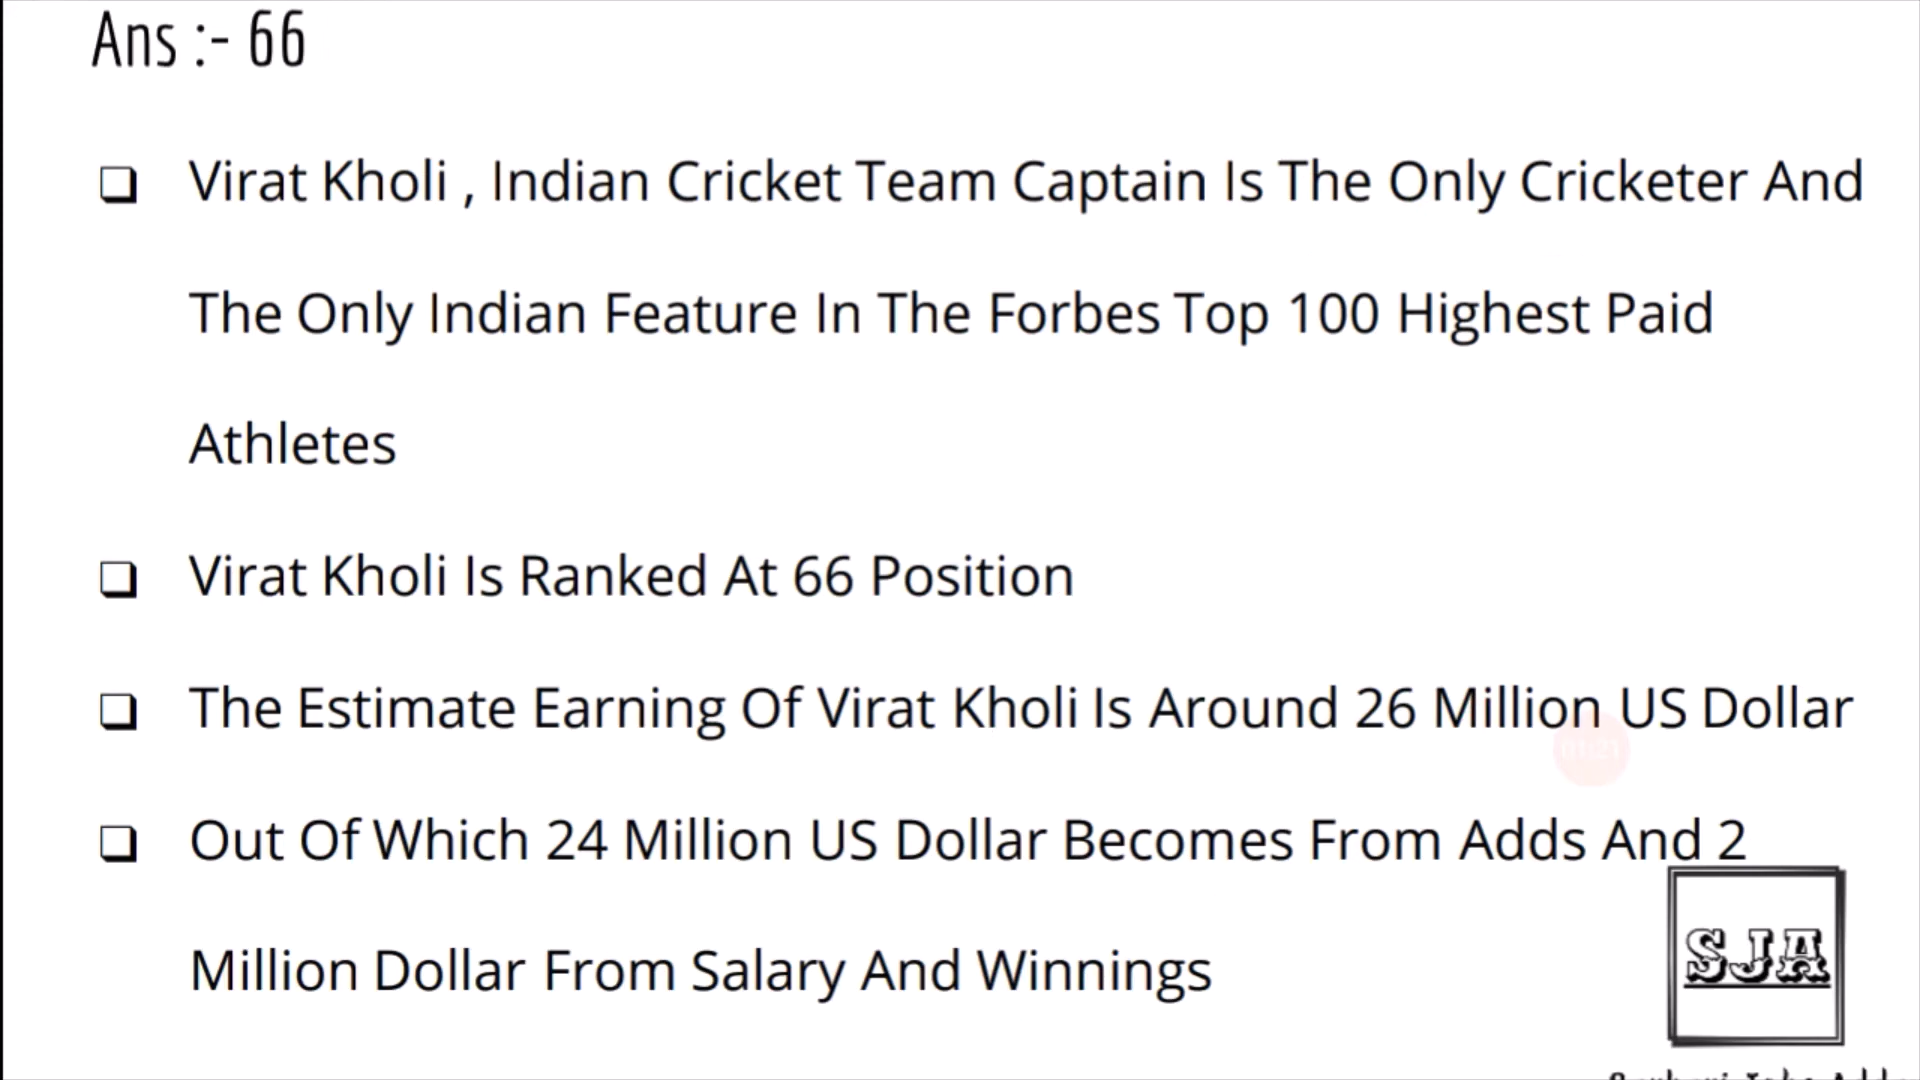 Ans :- 66
❑ Virat Kholi , Indian Cricket Team Captain Is The Only Cricketer And
The Only Indian Feature In The Forbes Top 100 Highest Paid
Athletes
❑ Virat Kholi Is Ranked At 66 Position
❑ The Estimate Earning Of Virat Kholi Is Around 26 Million US Dollar
❑ Out Of Which 24 Million US Dollar Becomes From Adds And 2
Million Dollar From Salary And Winnings
SJA